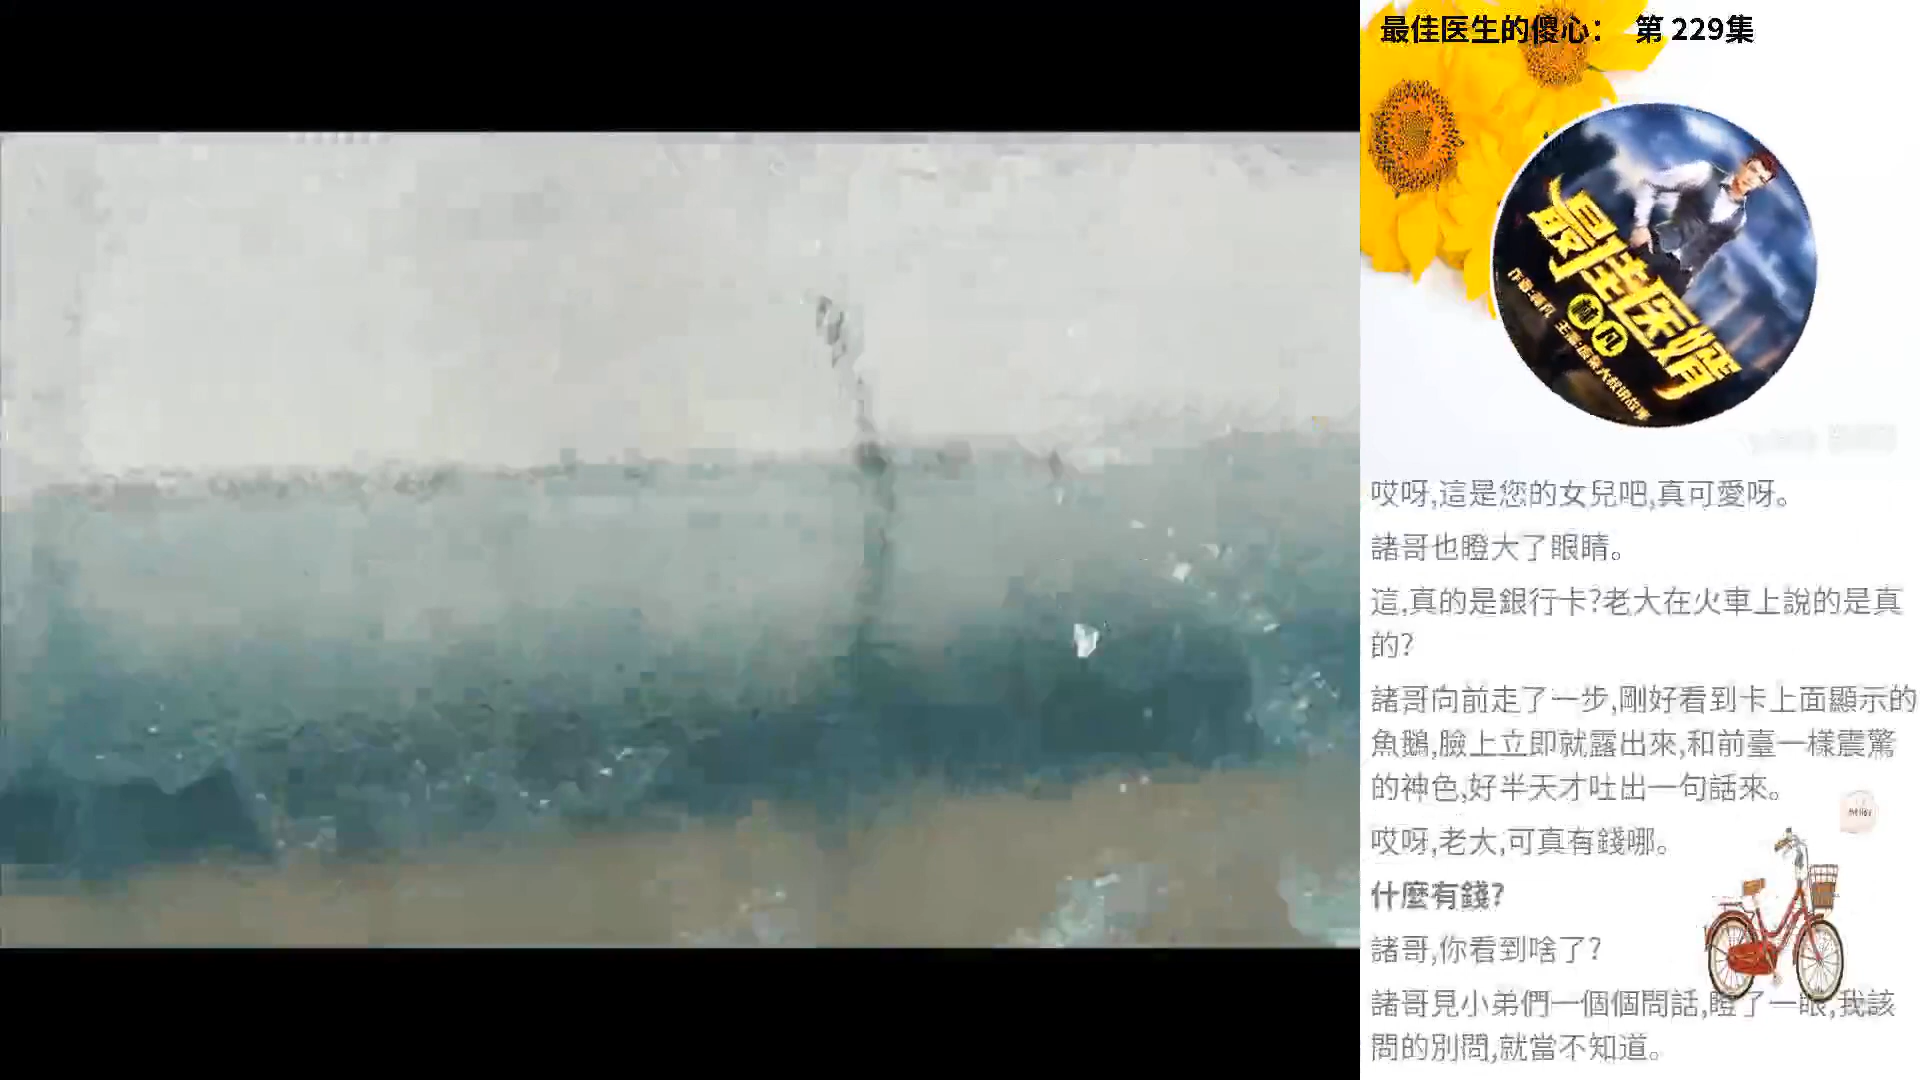 最佳医生的傻心： 第 229集
最佳医婿
哎呀,這是您的女兒吧,真可愛呀。
諸哥也瞪大了眼睛。
這,真的是銀行卡?老大在火車上說的是真
的?
諸哥向前走了一步,剛好看到卡上面顯示的
魚鵝,臉上立即就露出來,和前臺一樣震驚
的神色,好半天才吐出一句話來。
哎呀,老大,可真有錢哪。
什麼有錢?
諸哥,你看到啥了?
諸哥見小弟們一個個問話,瞪了一眼,我該
問的別問,就當不知道。